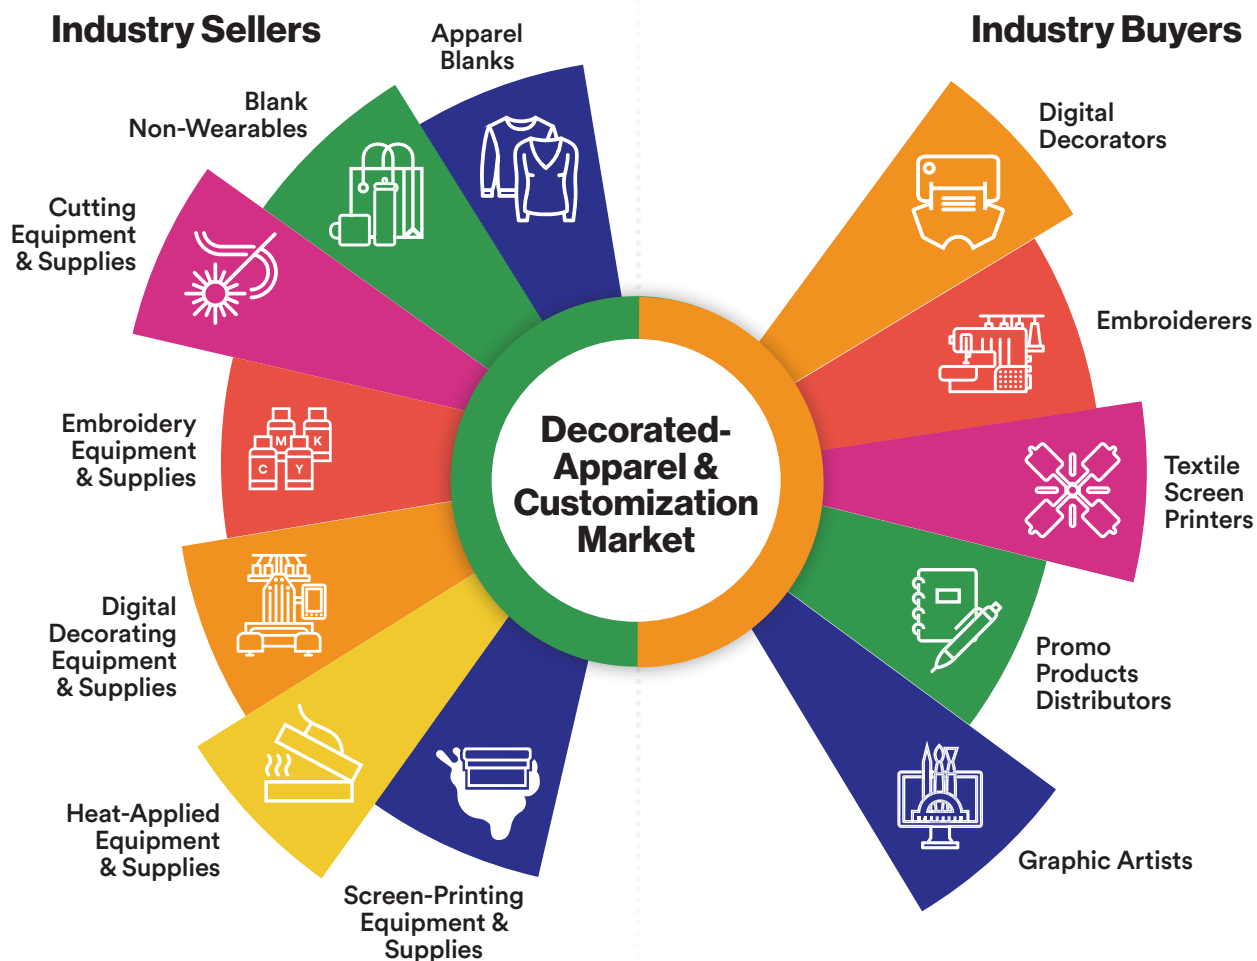 Industry Sellers
Industry Buyers
Apparel
Blanks
Blank
Non-Wearables
Cutting
Equipment
& Supplies
Embroidery
Equipment
& Supplies
M
K
C
Y
Digital
Decorating
Equipment
& Supplies
Heat-Applied
Equipment
& Supplies
Screen-Printing
Equipment &
Supplies
Decorated-
Apparel &
Customization
Market
Digital
Decorators
Embroiderers
Textile
Screen
Printers
Promo
Products
Distributors
Graphic Artists